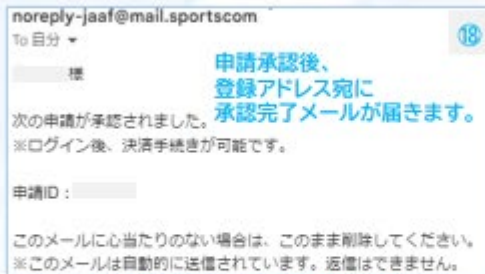 noreply-jaaf@mail.sportscom
To 自分
⑱
様
申請承認後、
登録アドレス宛に
承認完了メールが届きます。
次の申請が承認されました。
※ログイン後、決済手続きが可能です。
申請ID：
このメールに心当たりのない場合は、このまま削除してください。
※このメールは自動的に送信されています。返信はできません。